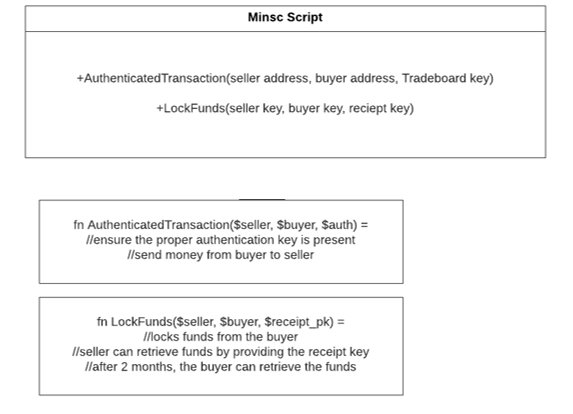 Minsc Script
+AuthenticatedTransaction(seller address, buyer address, Tradeboard key)
+LockFunds(seller key, buyer key, reciept key)
fn AuthenticatedTransaction($seller, $buyer, $auth) =
//ensure the proper authentication key is present
//send money from buyer to seller
fn LockFunds($seller, $buyer, $receipt_pk) =
//locks funds from the buyer
//seller can retrieve funds by providing the receipt key
//after 2 months, the buyer can retrieve the funds